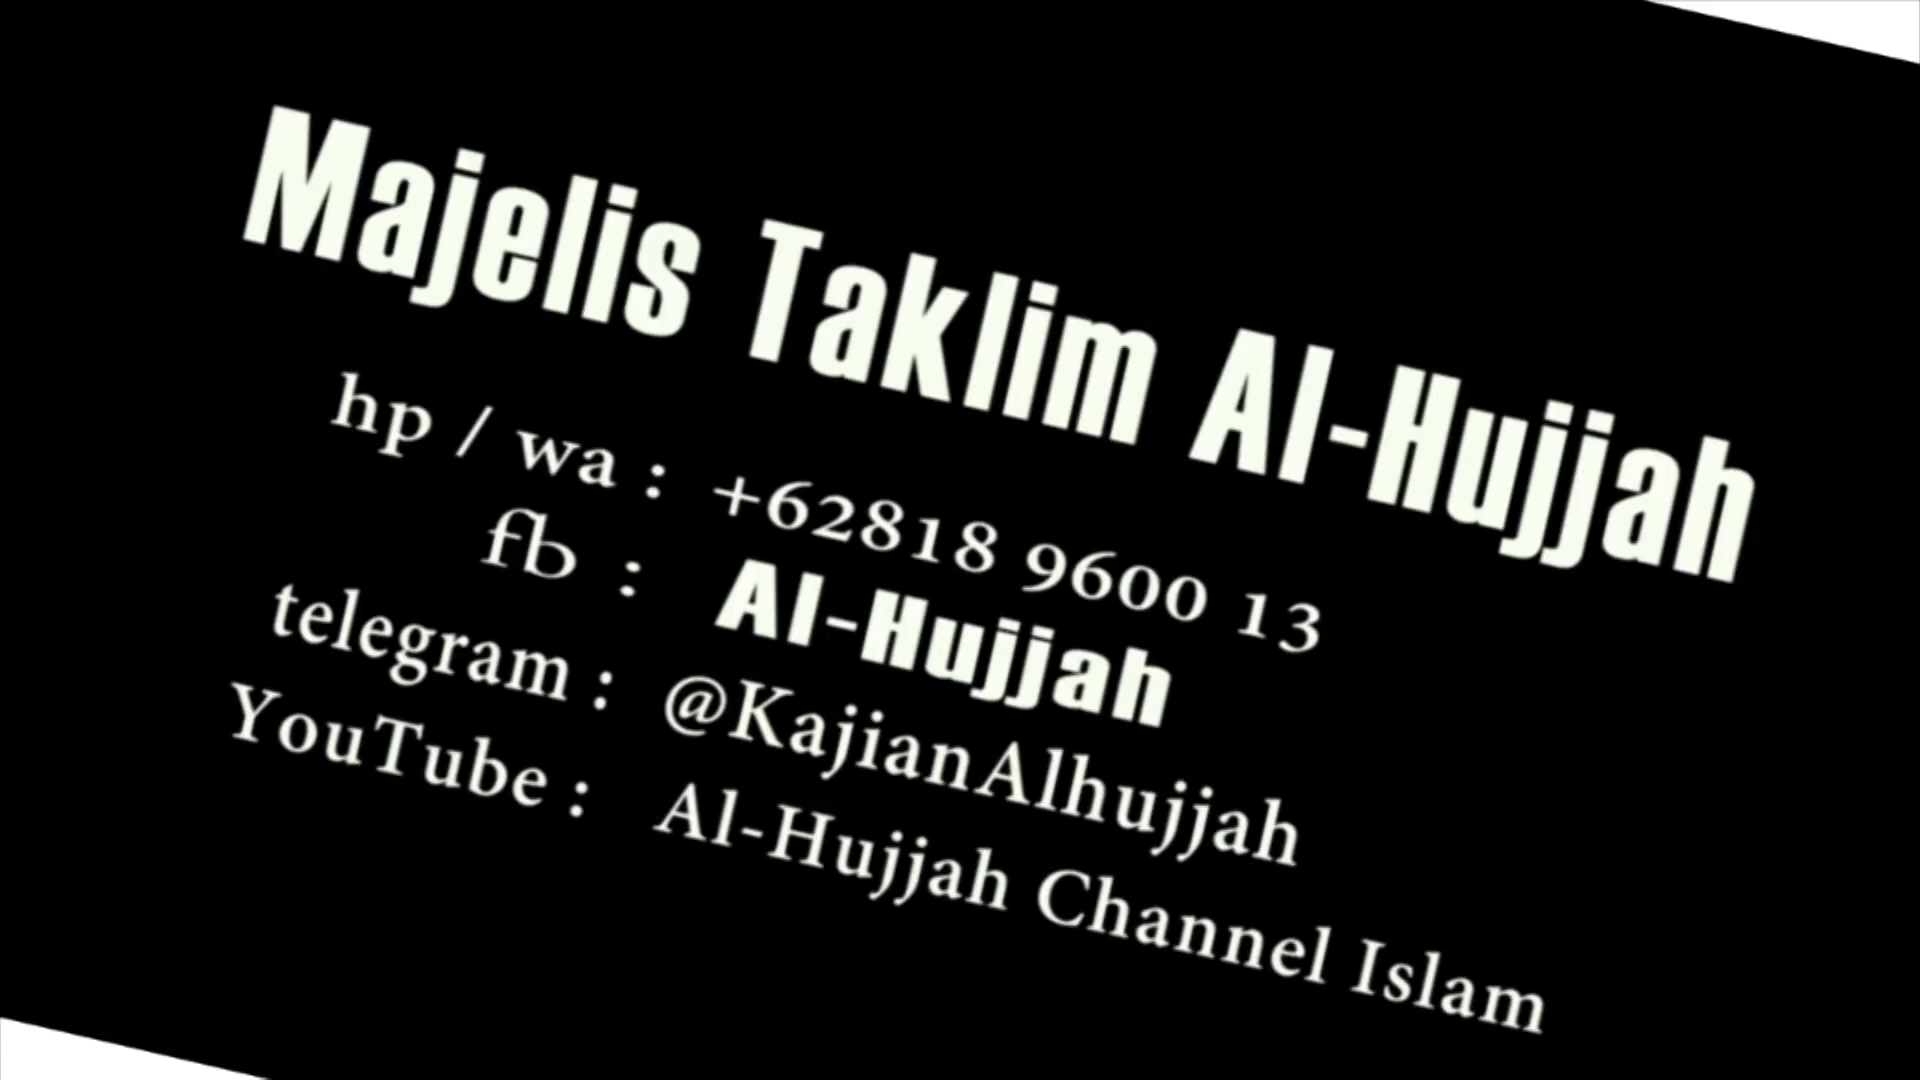 Majelis Taklim Al-Hujjah
hp / wa : +62818 9600 13
fb : Al-Hujjah
telegram : @KajianAlhujjah
YouTube : Al-Hujjah Channel Islam